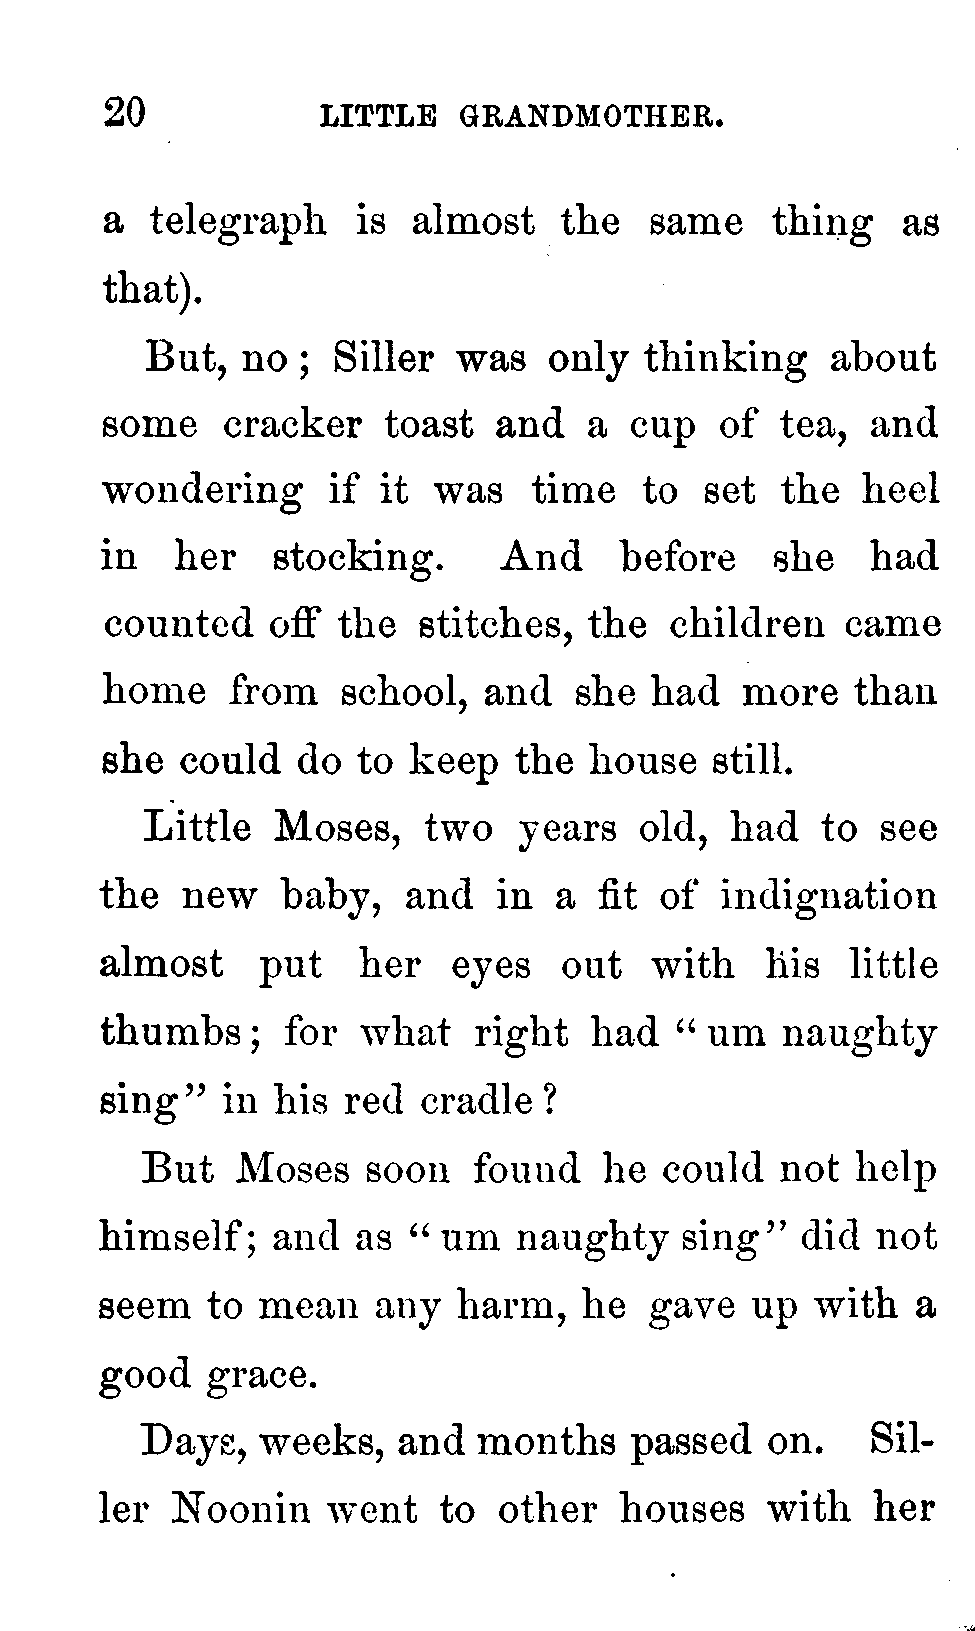 20 LITTLE GRANDMOTHER.
a telegraph is almost the same thing as
that).
But, no; Siller was only thinking about
some cracker toast and a cup of tea, and
wondering if it was time to set the heel
in her stocking. And before she had
counted off the stitches, the children came
home from school, and she had more than
she could do to keep the house still.
Little Moses, two years old, had to see
the new baby, and in a fit of indignation
almost put her eyes out with his little
thumbs; for what right had "um naughty
sing" in his red cradle?
But Moses soon found he could not help
himself; and as "um naughty sing" did not
seem to mean any harm, he gave up with a
good grace.
Days, weeks, and months passed on. Sil-
ler Noonin went to other houses with her